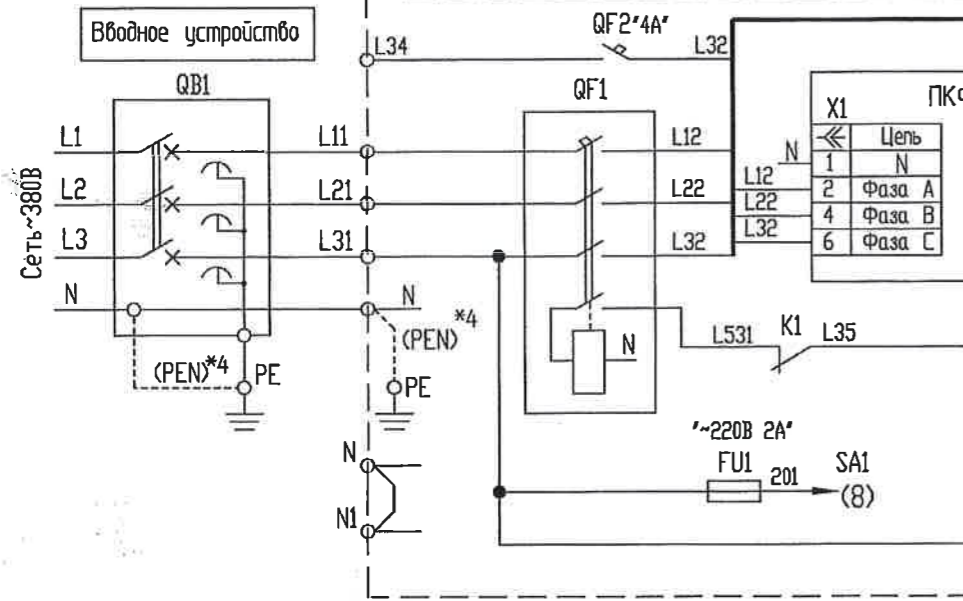 Вводное устройство
QB1
Сеть~380В
L1
L2
L3
N
L11
L21
L31
N
(PEN)*4
PE
(PEN)*4
PE
N
N1
L34
QF2"4А"
L32
QF1
L12
L22
L32
N
L531
K1
L35
"~220В 2А"
FU1
201
SA1
(8)
X1
Цепь
N
1
N
L12
2
Фаза А
L22
4
Фаза В
L32
6
Фаза С